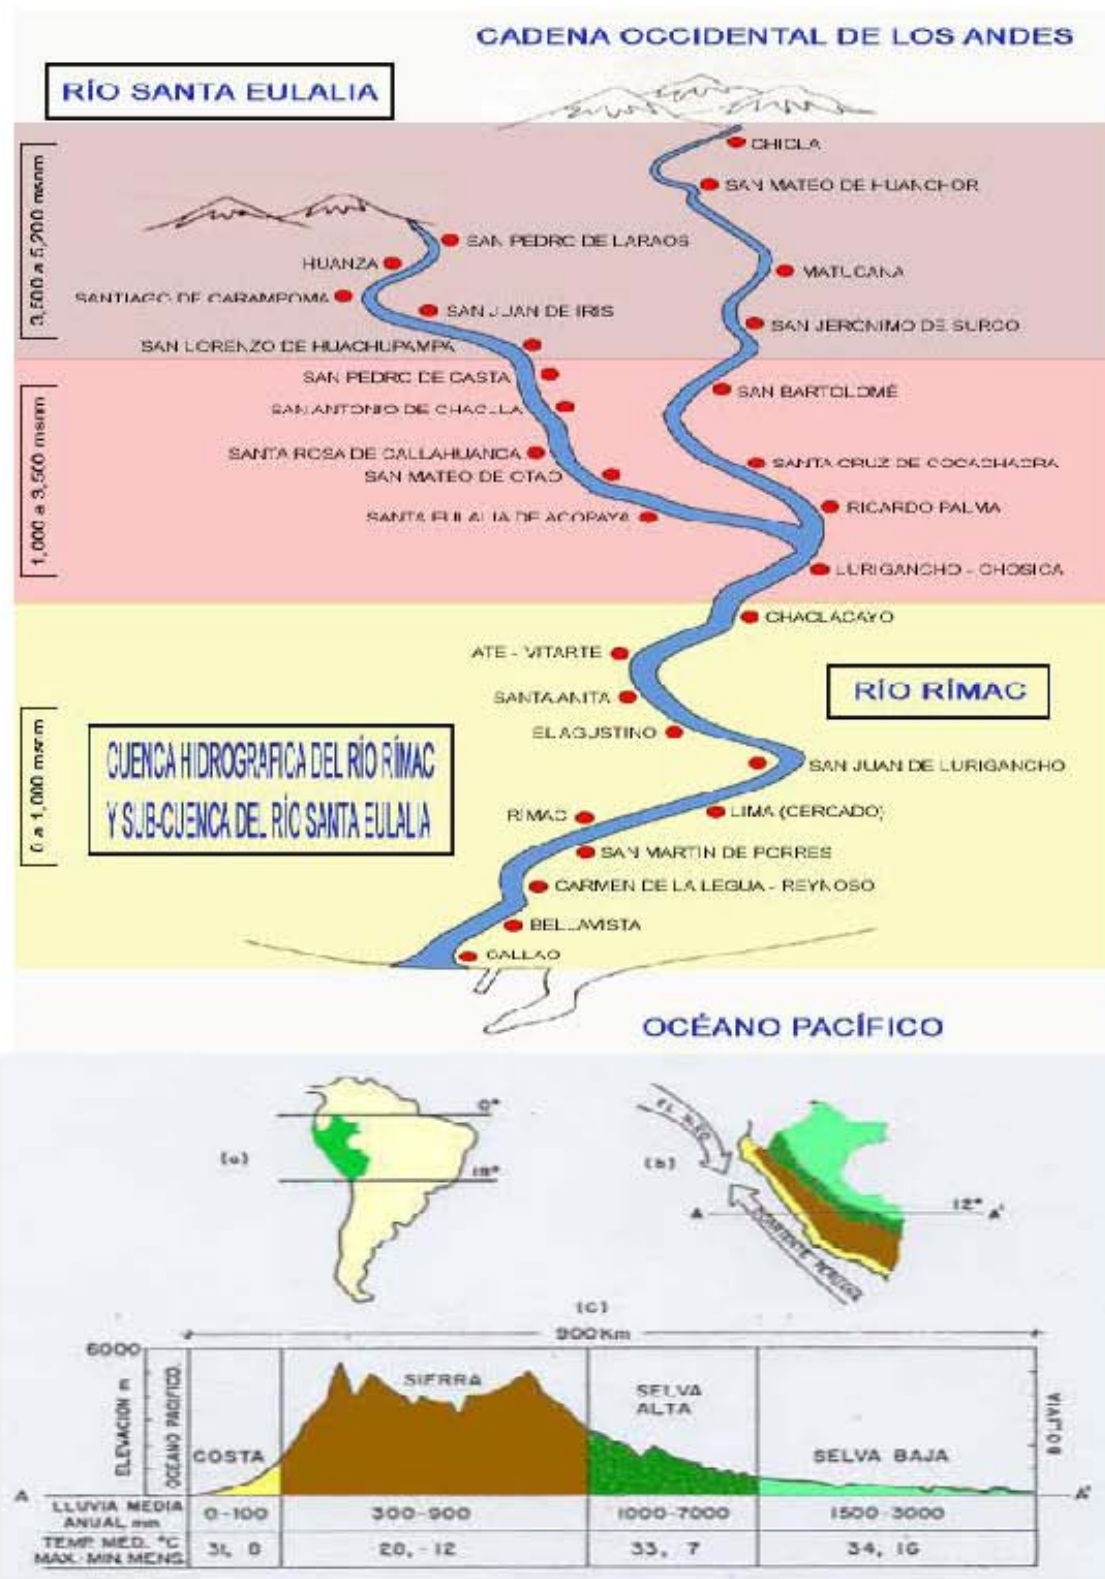 CADENA OCCIDENTAL DE LOS ANDES
RÍO SANTA EULALIA
3,500 a 5,200 msnm
CHICLA
SAN MATEO DE HUANCHOR
SAN PEDRO DE LARAOS
HUANZA
MATUCANA
SANTIAGO DE CARAMPOMA
SAN JUAN DE IRIS
SAN JERONIMO DE SURCO
SAN LORENZO DE HUACHUPAMPA
1,000 a 3,500 msnm
SAN PEDRO DE CASTA
SAN BARTOLOMÉ
SAN ANTONIO DE CHACLLA
SANTA ROSA DE CALLAHUANCA
SANTA CRUZ DE COCACHACRA
SAN MATEO DE OTAO
RICARDO PALMA
SANTA EULALIA DE ACOPAYA
LURIGANCHO - CHOSICA
CHACLACAYO
ATE - VITARTE
RÍO RÍMAC
SANTA ANITA
0 a 1,000 msnm
EL AGUSTINO
CUENCA HIDROGRAFICA DEL RÍO RÍMAC
Y SUB-CUENCA DEL RÍO SANTA EULALIA
SAN JUAN DE LURIGANCHO
RIMAC
LIMA (CERCADO)
SAN MARTIN DE PORRES
CARMEN DE LA LEGUA - REYNOSO
BELLAVISTA
CALLAO
OCÉANO PACÍFICO
(a)
0°
18°
(b)
EL NIÑO
12°
A A'
CORRIENTE PERUANA
(C)
900 Km
6000
ELEVACION m
OCEANO PACIFICO
COSTA
SIERRA
SELVA
ALTA
SELVA BAJA
BOLIVIA
A A'
LLUVIA MEDIA
ANUAL mm
0-100
300-900
1000-7000
1500-3000
TEMP. MED. °C
MAX.-MIN. MENS.
20, -12
33, 7
34, 16